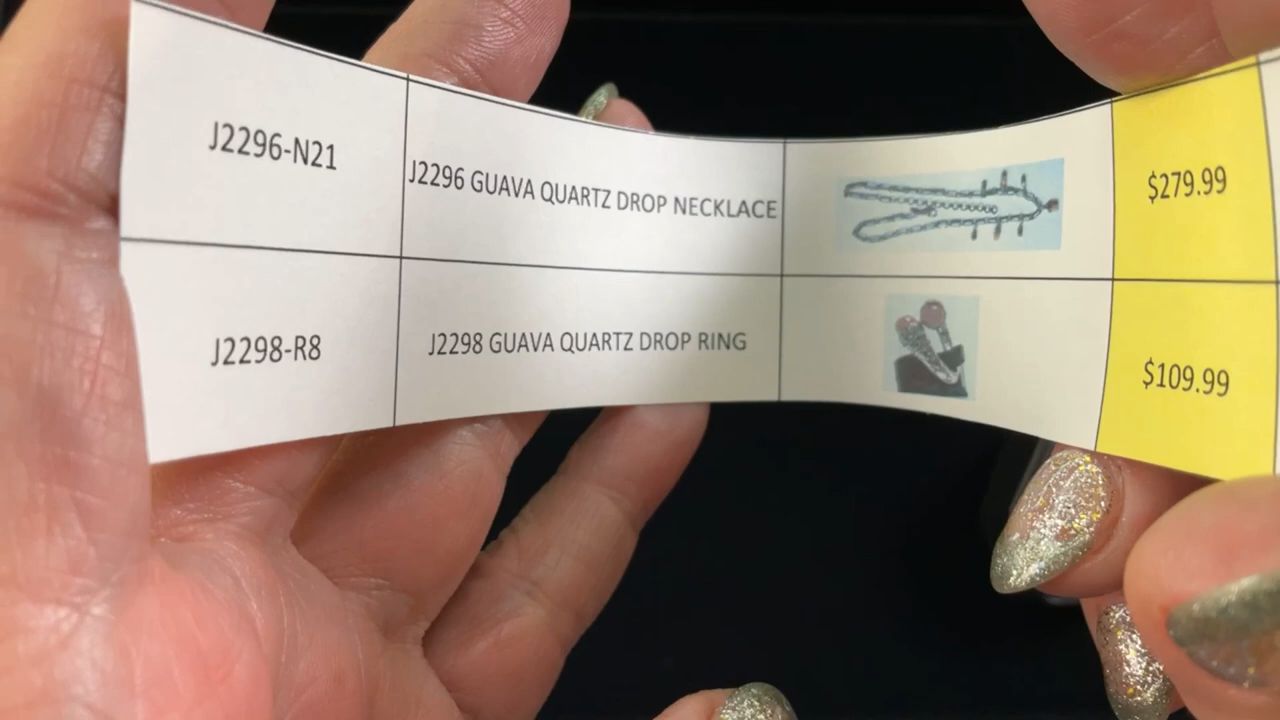 J2296-N21
J2296 GUAVA QUARTZ DROP NECKLACE
$279.99
J2298-R8
J2298 GUAVA QUARTZ DROP RING
$109.99